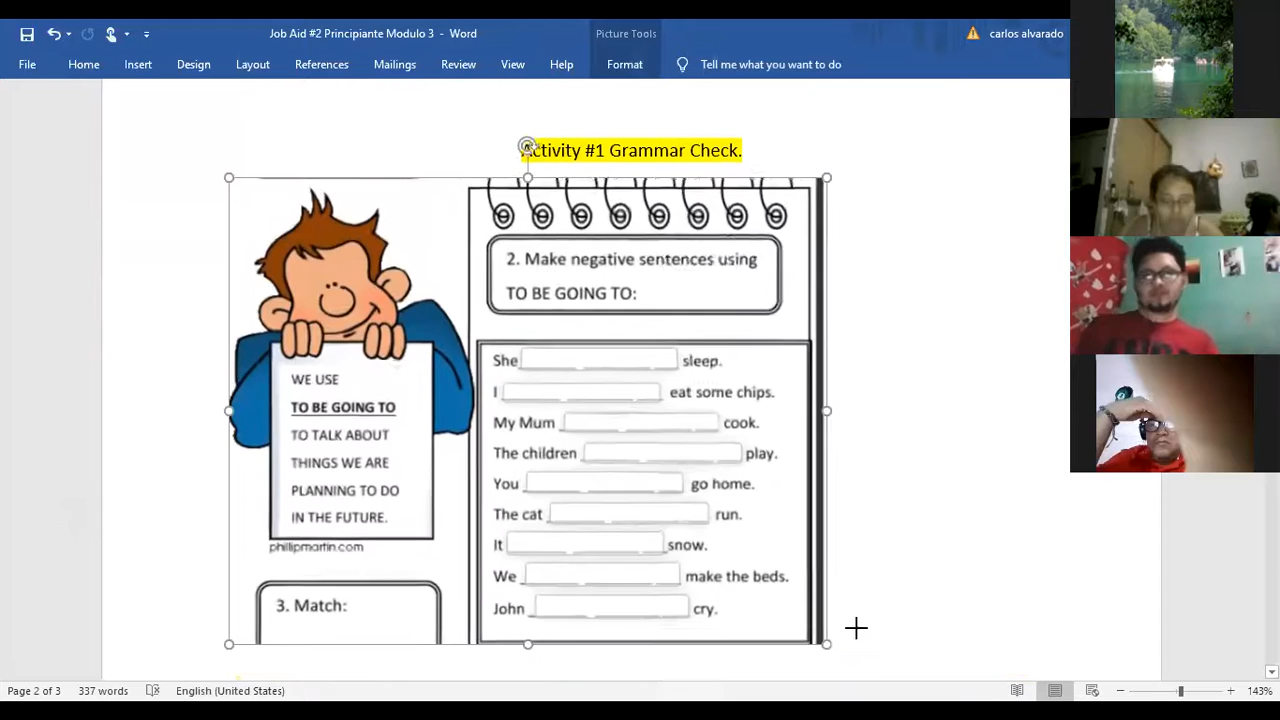 Job Aid #2 Principiante Modulo 3 - Word
Picture Tools
carlos alvarado
File Home Insert Design Layout References Mailings Review View Help Format Tell me what you want to do
Activity #1 Grammar Check.
WE USE
TO BE GOING TO
TO TALK ABOUT
THINGS WE ARE
PLANNING TO DO
IN THE FUTURE.
phillipmartin.com
3. Match:
2. Make negative sentences using
TO BE GOING TO:
She sleep.
I eat some chips.
My Mum cook.
The children play.
You go home.
The cat run.
It snow.
We make the beds.
John cry.
Page 2 of 3 337 words English (United States) 143%